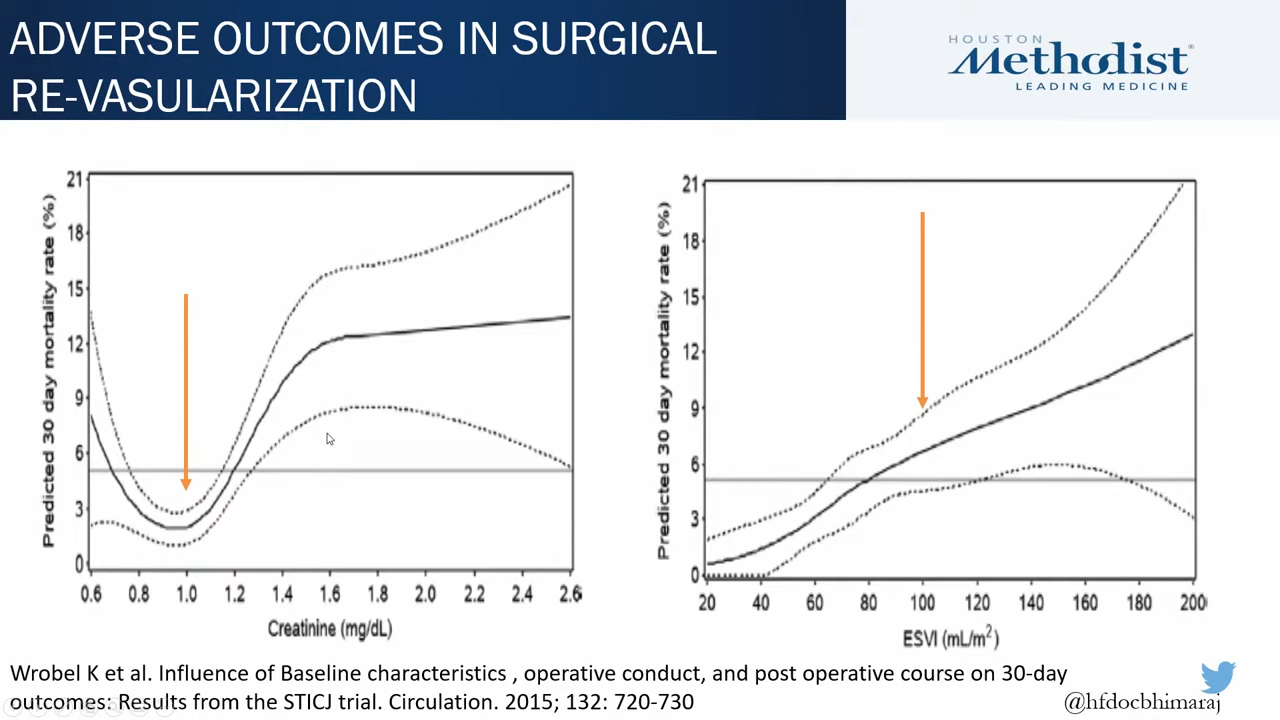 ADVERSE OUTCOMES IN SURGICAL
RE-VASULARIZATION
HOUSTON
Methodist®
LEADING MEDICINE
Predicted 30 day mortality rate (%)
21
18
15
12
9
6
3
0
0.6 0.8 1.0 1.2 1.4 1.6 1.8 2.0 2.2 2.4 2.6
Creatinine (mg/dL)
Predicted 30 day mortality rate (%)
21
18
15
12
9
6
3
0
20 40 60 80 100 120 140 160 180 200
ESVI (mL/m²)
Wrobel K et al. Influence of Baseline characteristics , operative conduct, and post operative course on 30-day
outcomes: Results from the STICJ trial. Circulation. 2015; 132: 720-730
@hfdocbhimaraj